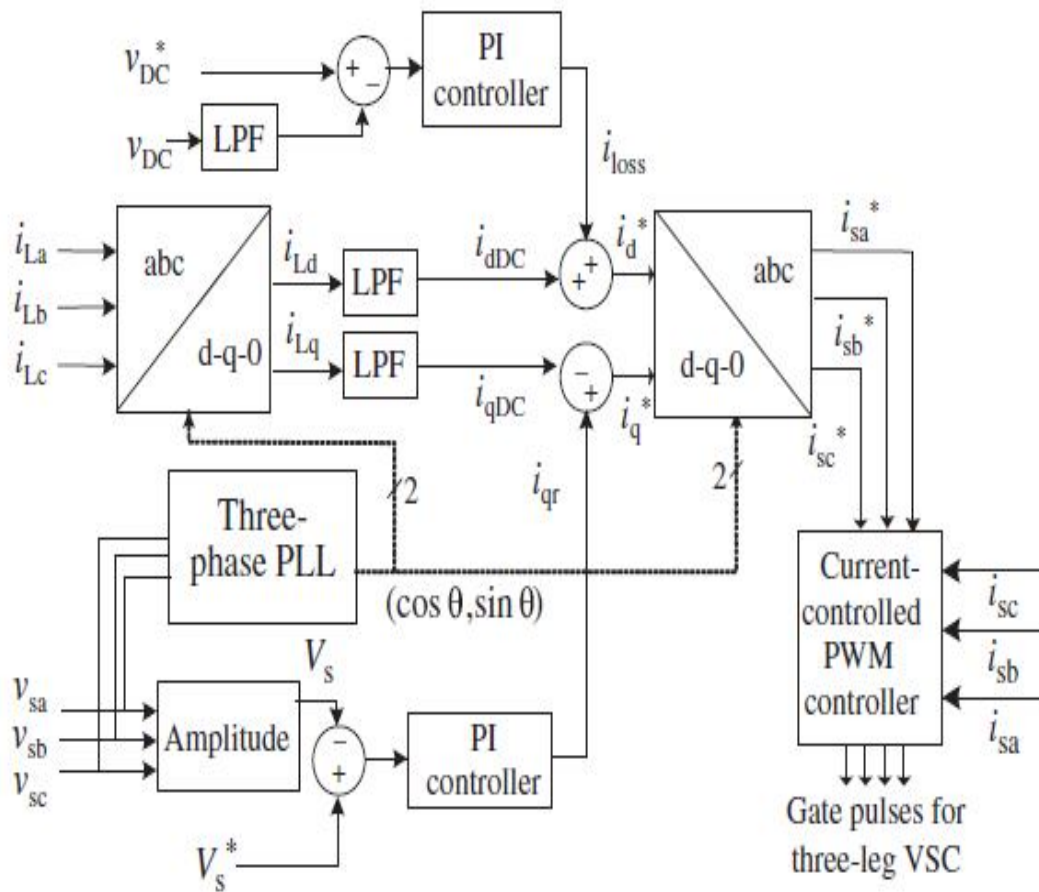 v_DC*
+
−
PI
controller
v_DC
LPF
i_loss
i_La
i_Lb
i_Lc
abc
d-q-0
i_Ld
LPF
i_dDC
+
+
i_d*
i_Lq
LPF
i_qDC
−
+
i_q*
abc
d-q-0
i_sa*
i_sb*
i_sc*
2
i_qr
2
Three-
phase PLL
(cos θ,sin θ)
Current-
controlled
PWM
controller
i_sc
i_sb
i_sa
v_sa
v_sb
v_sc
Amplitude
V_s
−
+
PI
controller
V_s*
Gate pulses for
three-leg VSC